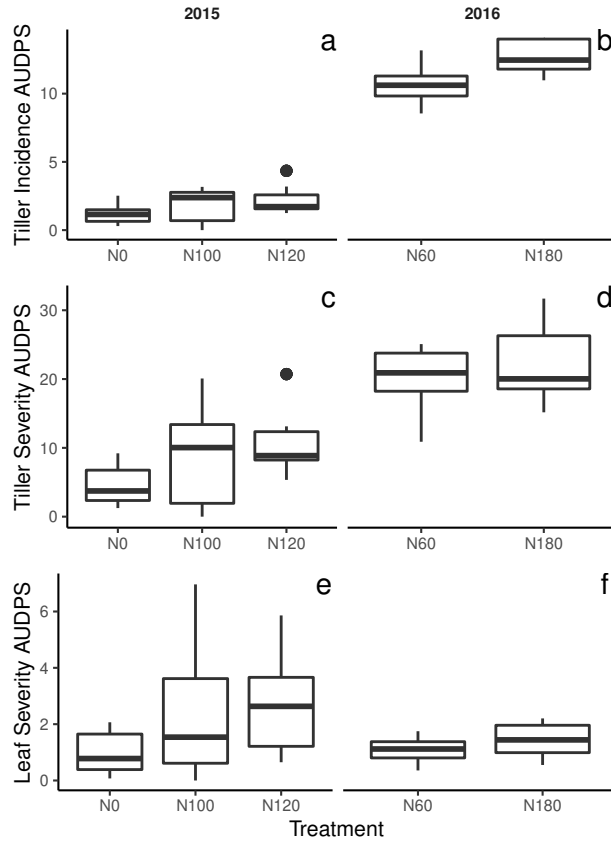 2015
2016
Tiller Incidence AUDPS
a
b
10
5
0
N0
N100
N120
N60
N180
Tiller Severity AUDPS
c
d
30
20
10
0
N0
N100
N120
N60
N180
Leaf Severity AUDPS
e
f
6
4
2
0
N0
N100
N120
N60
N180
Treatment